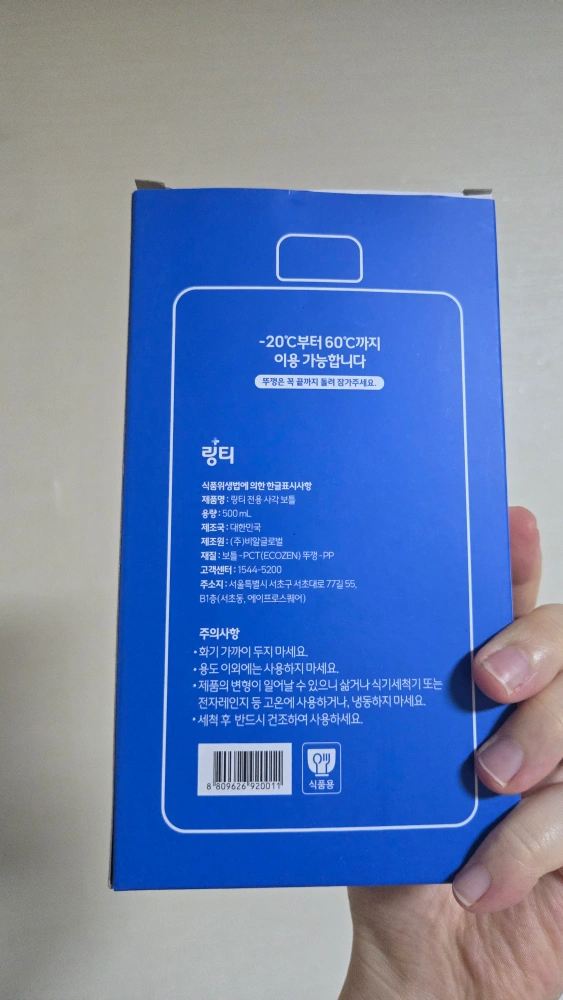 -20℃부터 60℃까지
이용 가능합니다
뚜껑은 꼭 끝까지 돌려 잠가주세요.
링티
식품위생법에 의한 한글표시사항
제품명 : 링티 전용 사각 보틀
용량 : 500 mL
제조국 : 대한민국
제조원 : (주)비알글로벌
재질 : 보틀 -PCT(ECOZEN) 뚜껑 -PP
고객센터 : 1544-5200
주소지 : 서울특별시 서초구 서초대로 77길 55,
B1층(서초동, 에이프로스퀘어)
주의사항
• 화기 가까이 두지 마세요.
• 용도 이외에는 사용하지 마세요.
• 제품의 변형이 일어날 수 있으니 삶거나 식기세척기 또는
전자레인지 등 고온에 사용하거나, 냉동하지 마세요.
• 세척 후 반드시 건조하여 사용하세요.
8 809626 920011
식품용